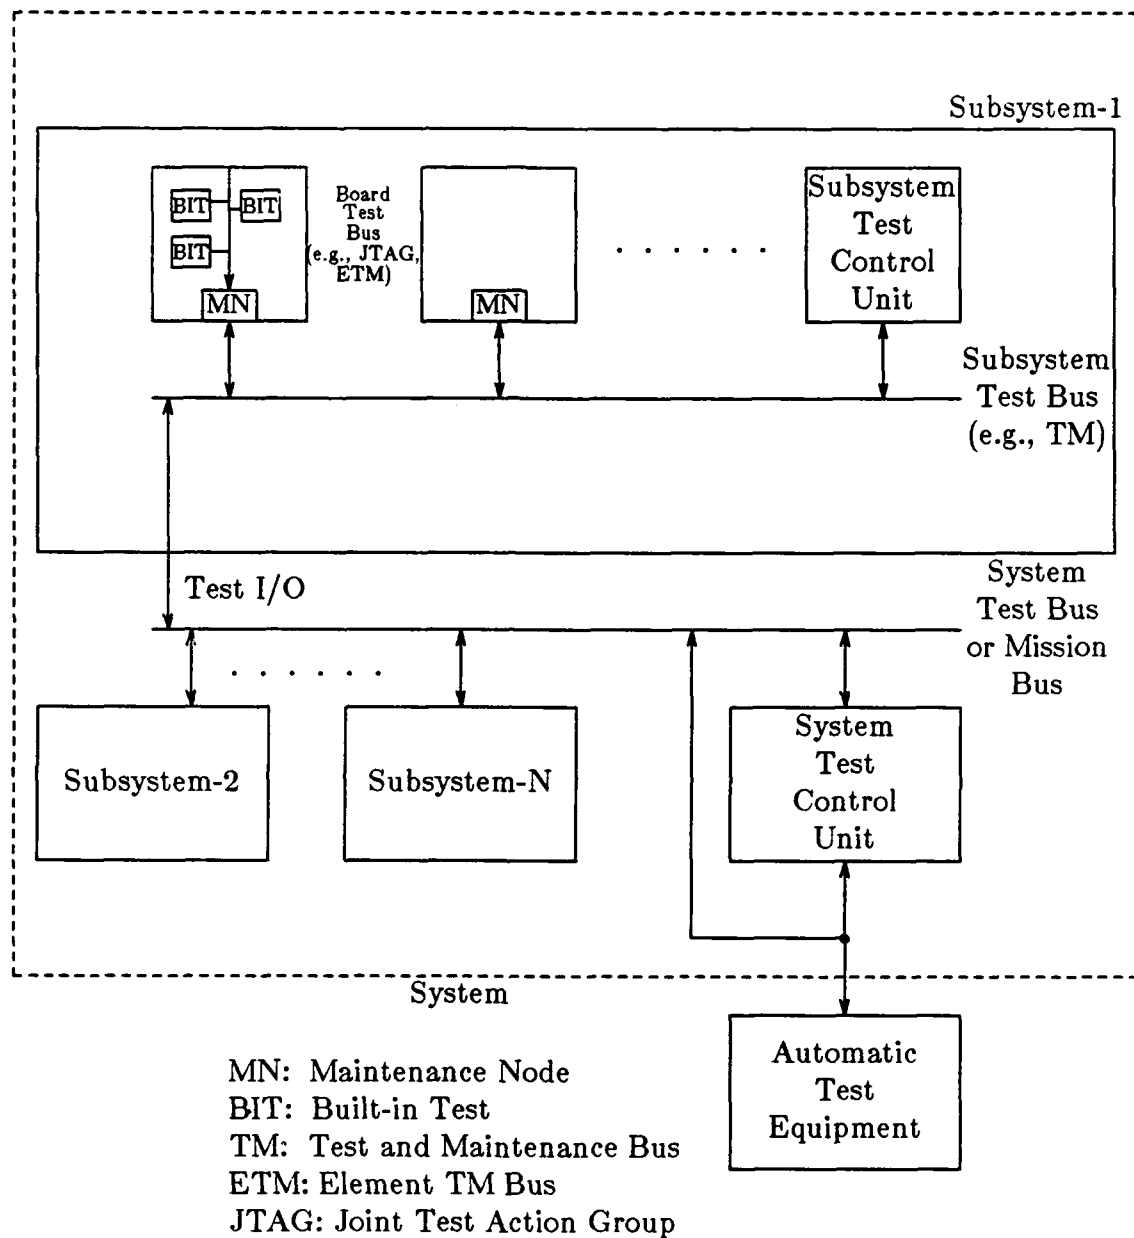 Subsystem-1
BIT
BIT
BIT
MN
Board
Test
Bus
(e.g., JTAG,
ETM)
MN
Subsystem
Test
Control
Unit
Subsystem
Test Bus
(e.g., TM)
Test I/O
System
Test Bus
or Mission
Bus
Subsystem-2
Subsystem-N
System
Test
Control
Unit
System
Automatic
Test
Equipment
MN: Maintenance Node
BIT: Built-in Test
TM: Test and Maintenance Bus
ETM: Element TM Bus
JTAG: Joint Test Action Group